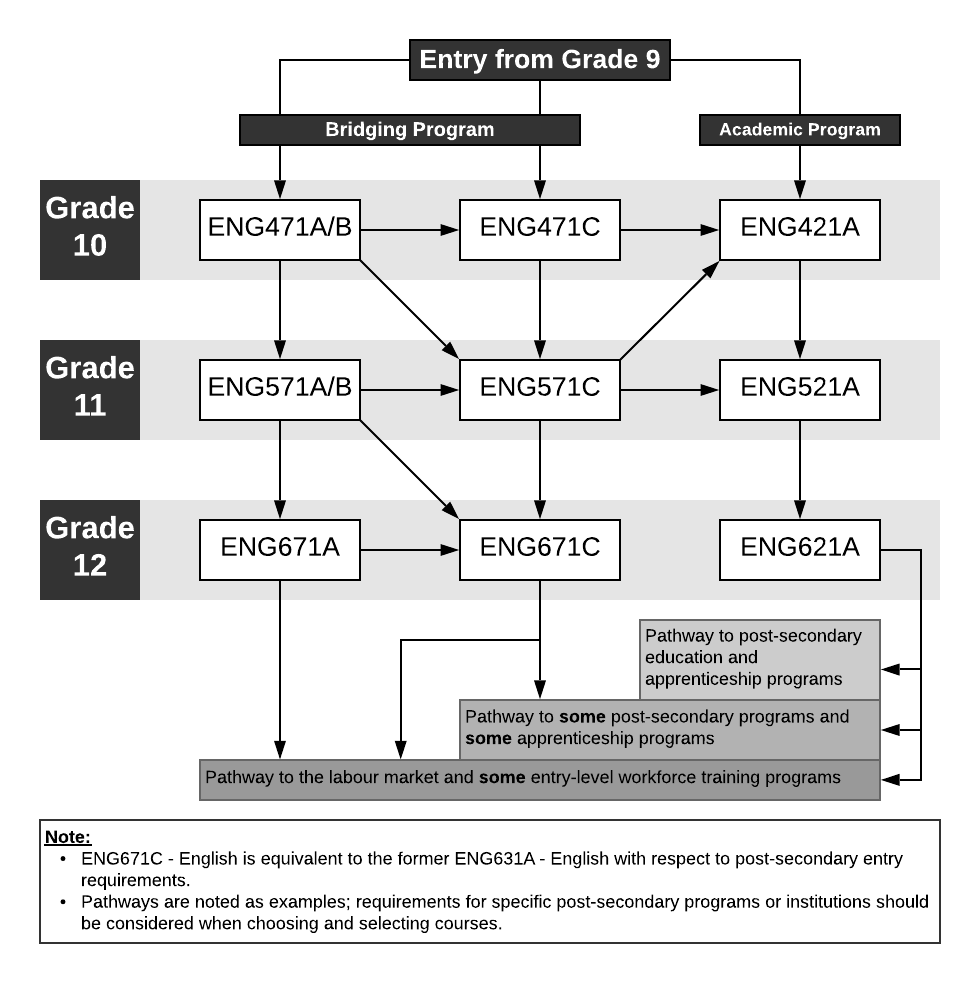 Entry from Grade 9
Bridging Program
Academic Program
Grade
10
ENG471A/B
ENG471C
ENG421A
Grade
11
ENG571A/B
ENG571C
ENG521A
Grade
12
ENG671A
ENG671C
ENG621A
Pathway to post-secondary
education and
apprenticeship programs
Pathway to some post-secondary programs and
some apprenticeship programs
Pathway to the labour market and some entry-level workforce training programs
Note:
• ENG671C - English is equivalent to the former ENG631A - English with respect to post-secondary entry
requirements.
• Pathways are noted as examples; requirements for specific post-secondary programs or institutions should
be considered when choosing and selecting courses.